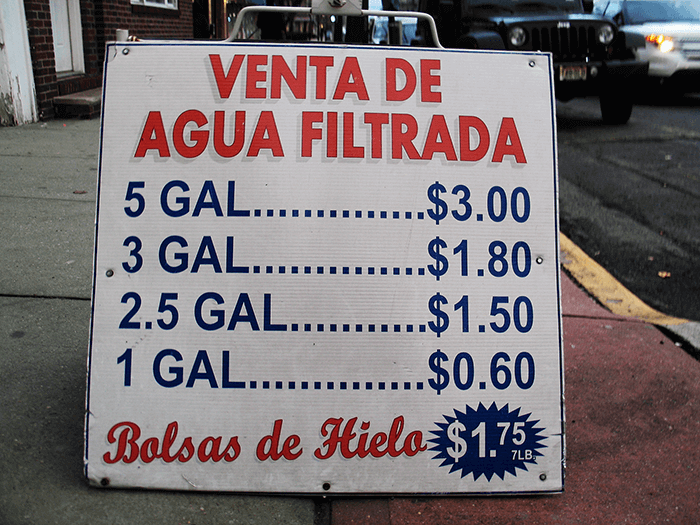 VENTA DE
AGUA FILTRADA
5 GAL..............$3.00
3 GAL..............$1.80
2.5 GAL...........$1.50
1 GAL..............$0.60
Bolsas de Hielo $1.75 7LB.